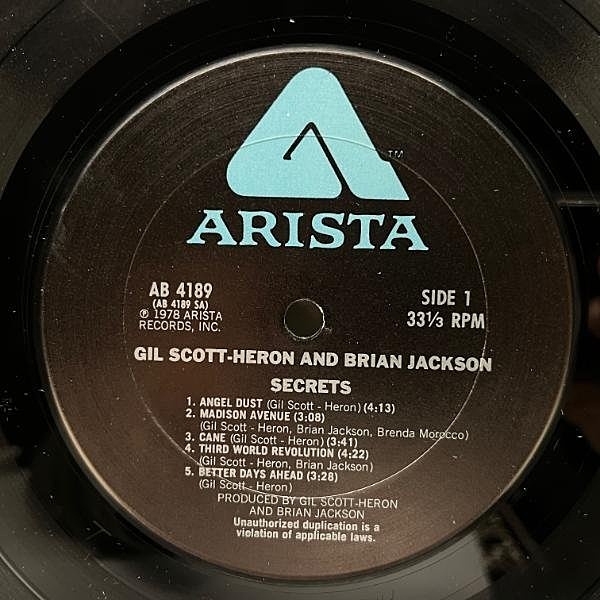 TM
ARISTA
AB 4189
(AB 4189 SA)
℗ 1978 ARISTA
RECORDS, INC.
SIDE 1
33⅓ RPM
GIL SCOTT-HERON AND BRIAN JACKSON
SECRETS
1. ANGEL DUST (Gil Scott - Heron) (4:13)
2. MADISON AVENUE (3:08)
(Gil Scott - Heron, Brian Jackson, Brenda Morocco)
3. CANE (Gil Scott - Heron) (3:41)
4. THIRD WORLD REVOLUTION (4:22)
(Gil Scott - Heron, Brian Jackson)
5. BETTER DAYS AHEAD (3:28)
(Gil Scott - Heron)
PRODUCED BY GIL SCOTT-HERON
AND BRIAN JACKSON
Unauthorized duplication is a
violation of applicable laws.